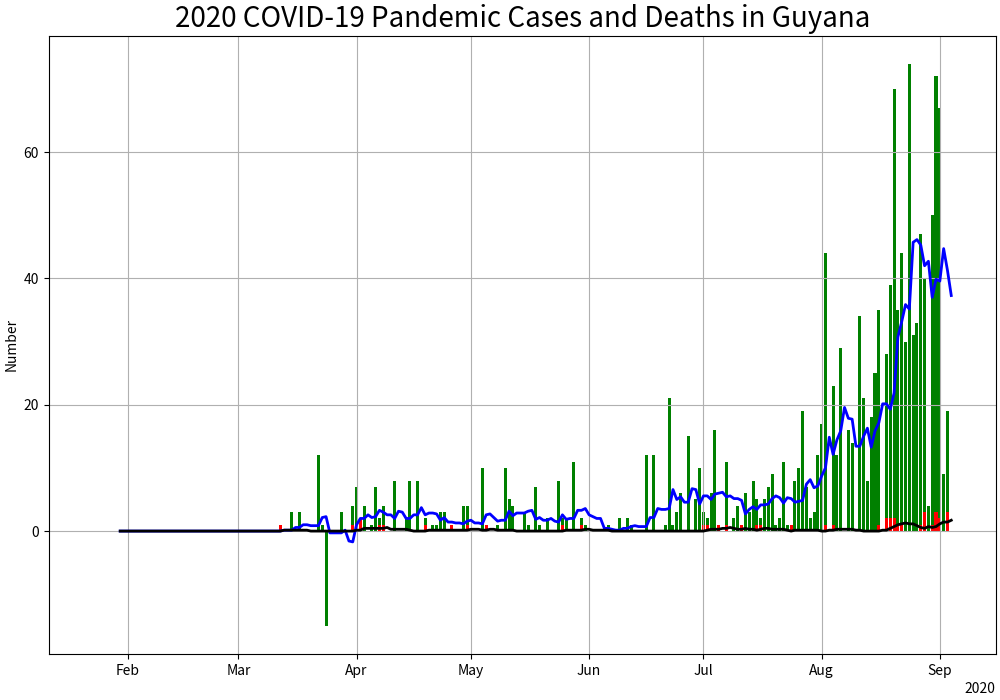 2020 COVID-19 Pandemic Cases and Deaths in Guyana
Number
60
40
20
0
Feb Mar Apr May Jun Jul Aug Sep
2020